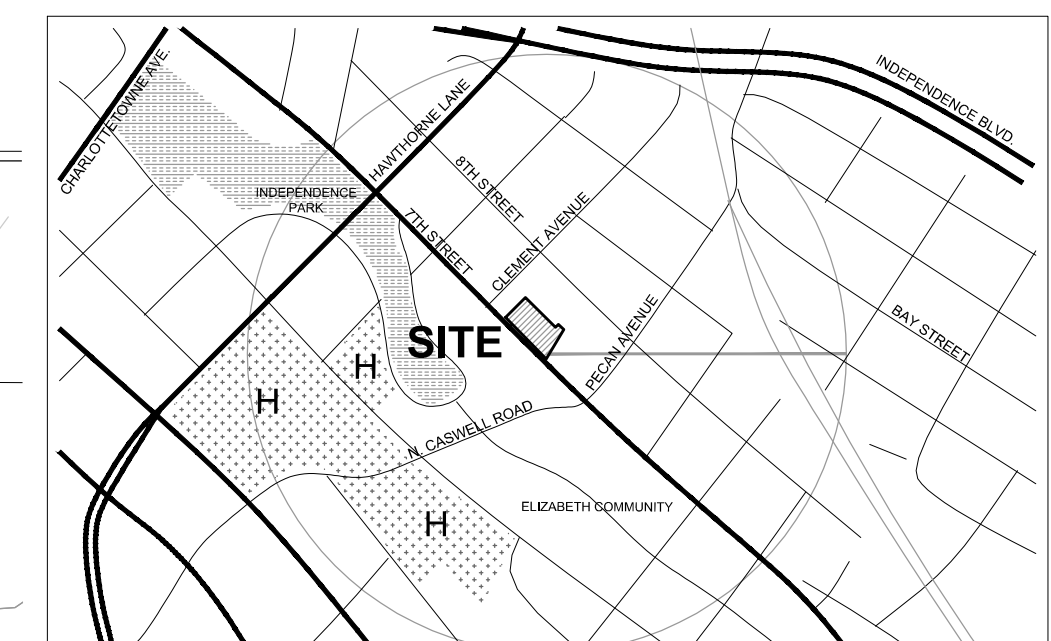 INDEPENDENCE BLVD.
CHARLOTTETOWNE AVE.
HAWTHORNE LANE
8TH STREET
INDEPENDENCE
PARK
7TH STREET
CLEMENT AVENUE
SITE
PECAN AVENUE
BAY STREET
H
H
N. CASWELL ROAD
ELIZABETH COMMUNITY
H